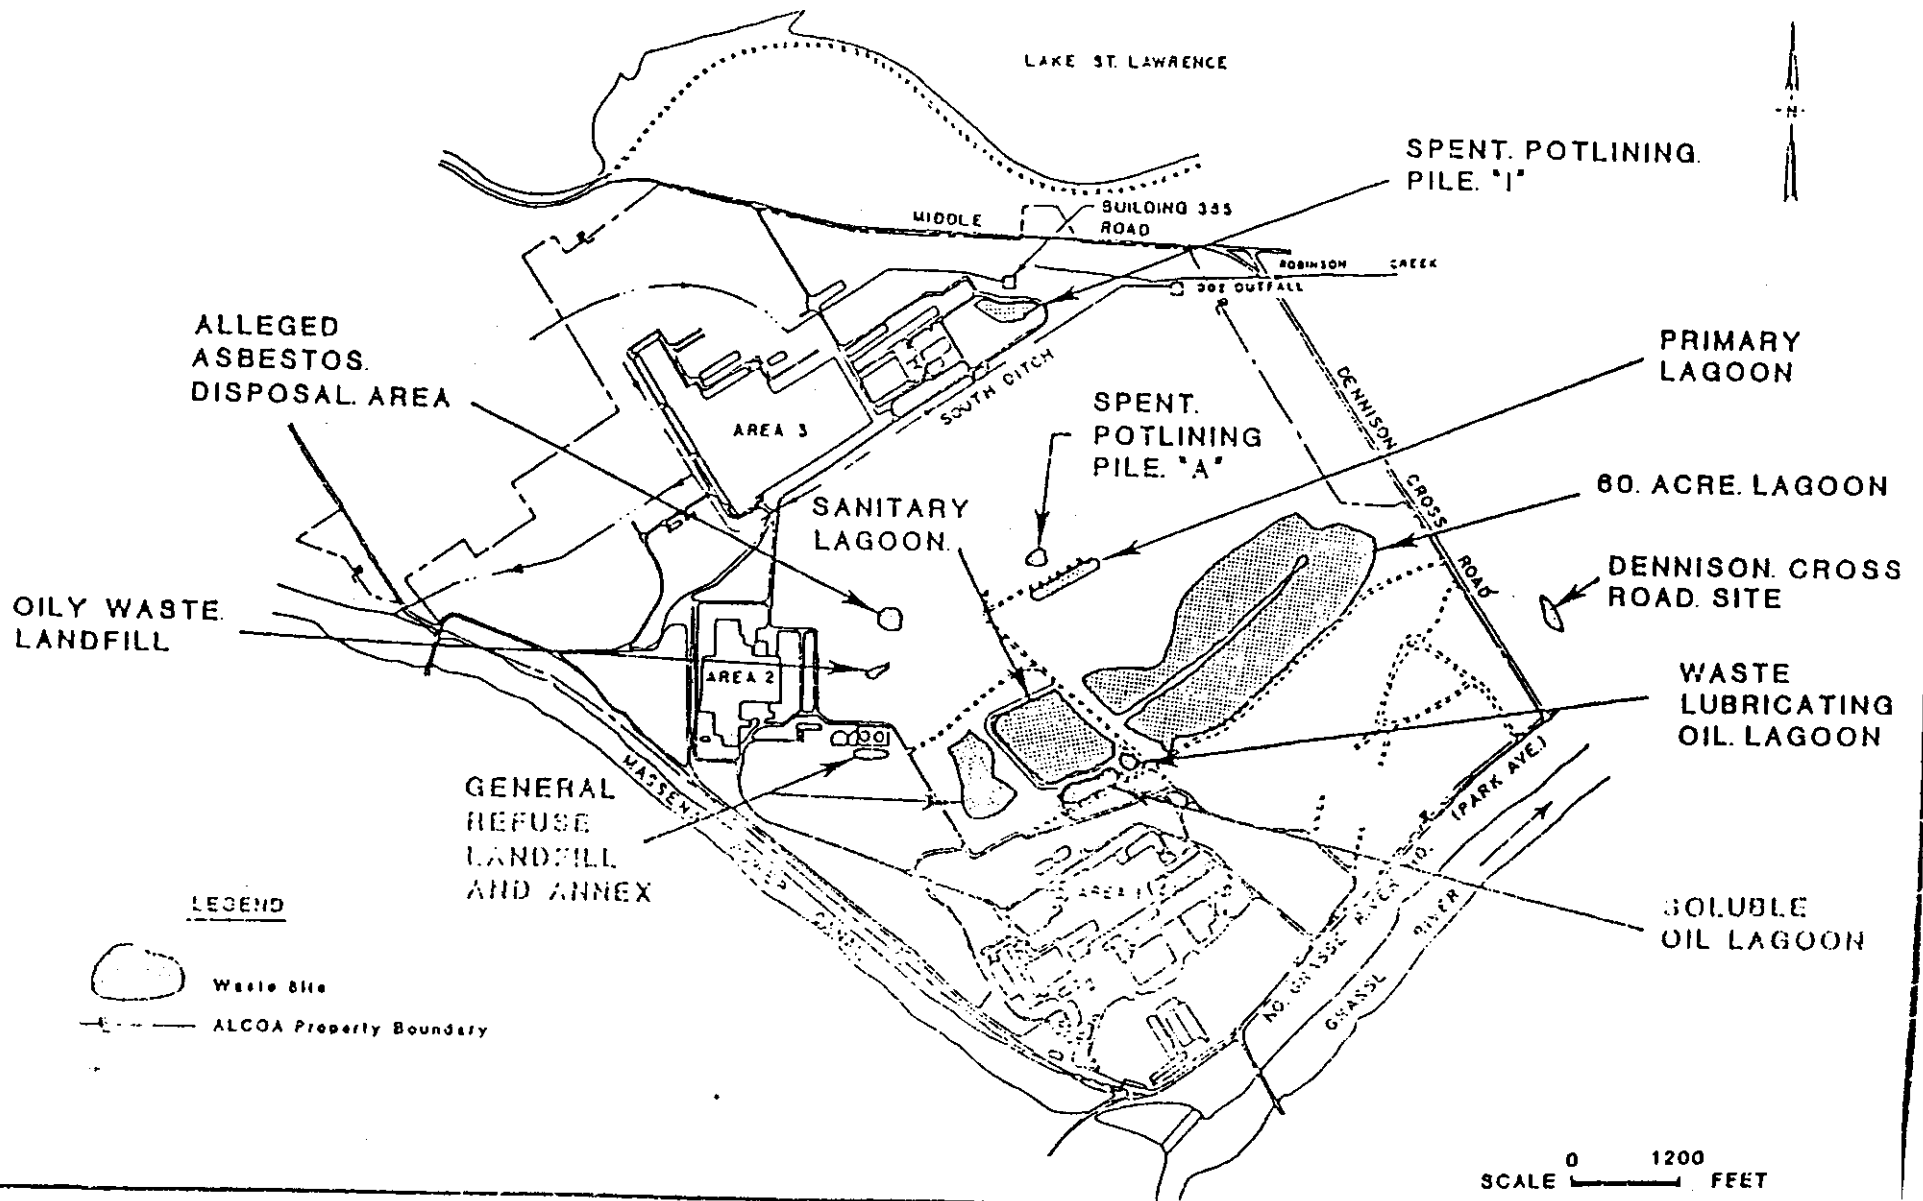 LAKE ST. LAWRENCE
-N-
SPENT. POTLINING.
PILE. "I"
MIDDLE
ROAD
BUILDING 355
ROBINSON CREEK
002 OUTFALL
ALLEGED
ASBESTOS.
DISPOSAL. AREA
PRIMARY
LAGOON
DENNISON CROSS ROAD
SOUTH DITCH
AREA 3
SPENT.
POTLINING
PILE. "A"
60. ACRE. LAGOON
SANITARY
LAGOON.
DENNISON. CROSS
ROAD. SITE
OILY WASTE.
LANDFILL
AREA 2
WASTE
LUBRICATING
OIL. LAGOON
GENERAL
REFUSE
LANDFILL
AND ANNEX
(PARK AVE.)
AREA 1
SOLUBLE
OIL LAGOON
RIVER
LEGEND
Waste Site
ALCOA Property Boundary
0 1200
SCALE FEET